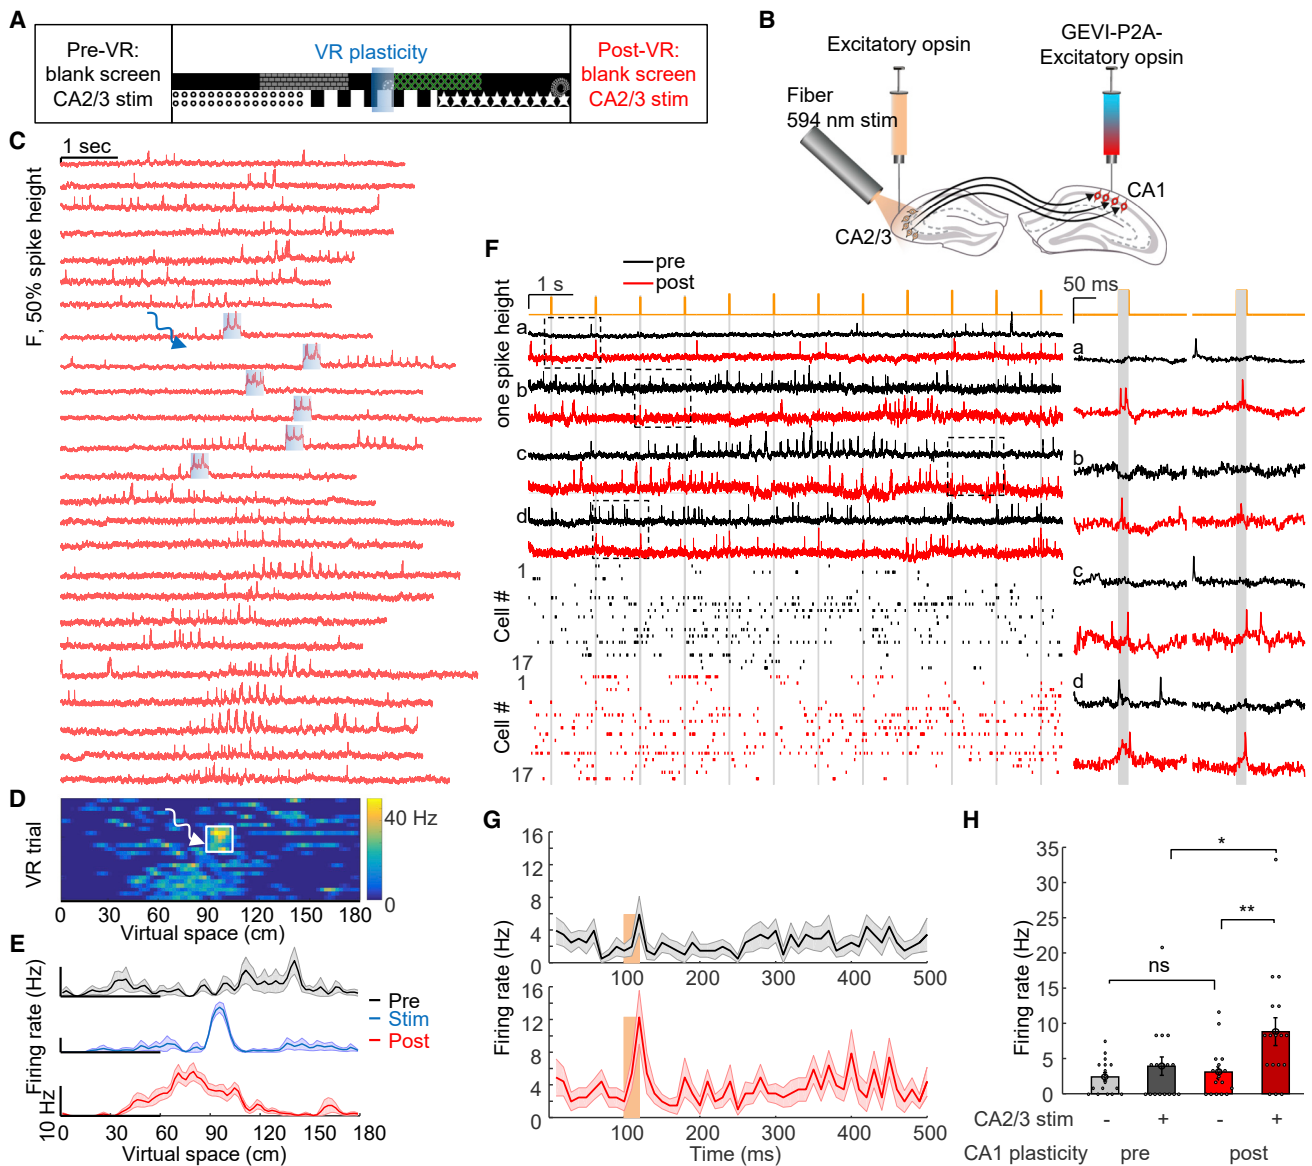 A
Pre-VR:
blank screen
CA2/3 stim
VR plasticity
Post-VR:
blank screen
CA2/3 stim
B
Excitatory opsin
GEVI-P2A-
Excitatory opsin
Fiber
594 nm stim
CA1
CA2/3
C
1 sec
F, 50% spike height
D
VR trial
40 Hz
0
0 30 60 90 120 150 180
Virtual space (cm)
E
Firing rate (Hz)
10 Hz
Pre
Stim
Post
0 30 60 90 120 150 180
Virtual space (cm)
F
pre
post
1 s
50 ms
one spike height
a
b
c
d
1
Cell #
17
1
Cell #
17
a
b
c
d
G
16
12
8
4
0
100 200 300 400 500
16
12
8
4
0
100 200 300 400 500
Firing rate (Hz)
Time (ms)
H
35
30
25
20
15
10
5
0
Firing rate (Hz)
*
**
ns
CA2/3 stim - + - +
CA1 plasticity pre post